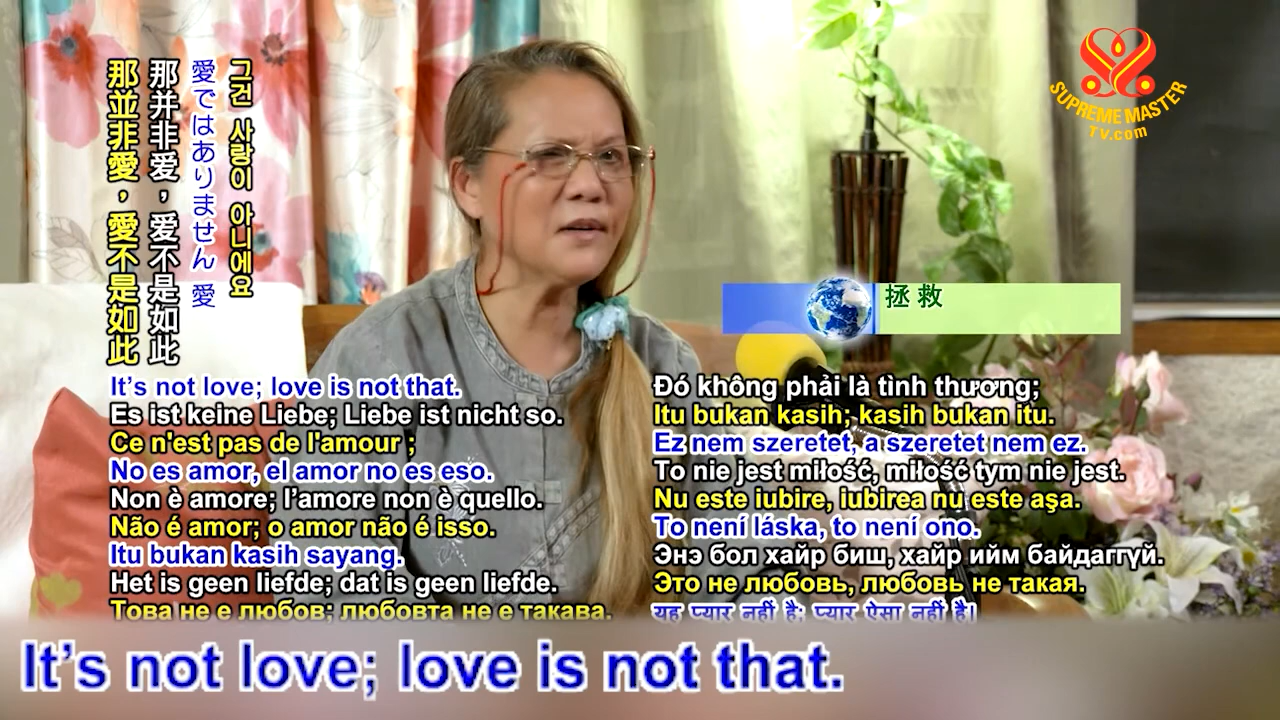 那並非愛，愛不是如此
那并非爱，爱不是如此
愛ではありません 愛
그건 사랑이 아니에요
SUPREME MASTER
TV.com
拯救
It’s not love; love is not that.
Es ist keine Liebe; Liebe ist nicht so.
Ce n'est pas de l'amour ;
No es amor, el amor no es eso.
Non è amore; l’amore non è quello.
Não é amor; o amor não é isso.
Itu bukan kasih sayang.
Het is geen liefde; dat is geen liefde.
Това не е любов; любовта не е такава.
Đó không phải là tình thương;
Itu bukan kasih; kasih bukan itu.
Ez nem szeretet, a szeretet nem ez.
To nie jest miłość, miłość tym nie jest.
Nu este iubire, iubirea nu este aşa.
To není láska, to není ono.
Энэ бол хайр биш, хайр ийм байдаггүй.
Это не любовь, любовь не такая.
यह प्यार नहीं है; प्यार ऐसा नहीं है।
It’s not love; love is not that.